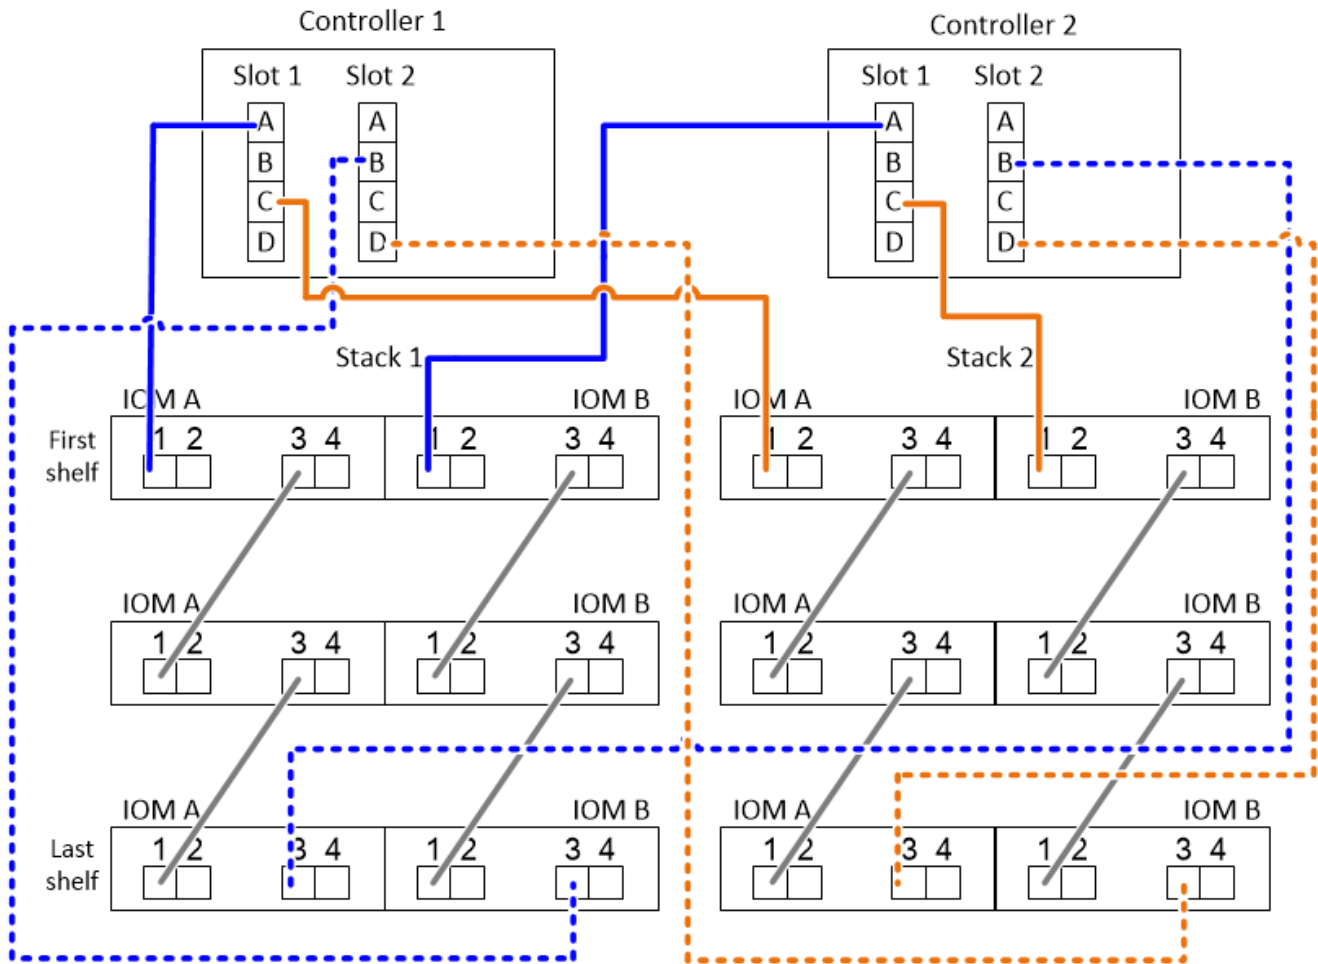 Controller 1
Controller 2
Slot 1 Slot 2
Slot 1 Slot 2
A A
B B
C C
D D
A A
B B
C C
D D
Stack 1
Stack 2
IOM A IOM B
IOM A IOM B
First
shelf
1 2 3 4 1 2 3 4
1 2 3 4 1 2 3 4
IOM A IOM B
IOM A IOM B
1 2 3 4 1 2 3 4
1 2 3 4 1 2 3 4
IOM A IOM B
IOM A IOM B
Last
shelf
1 2 3 4 1 2 3 4
1 2 3 4 1 2 3 4